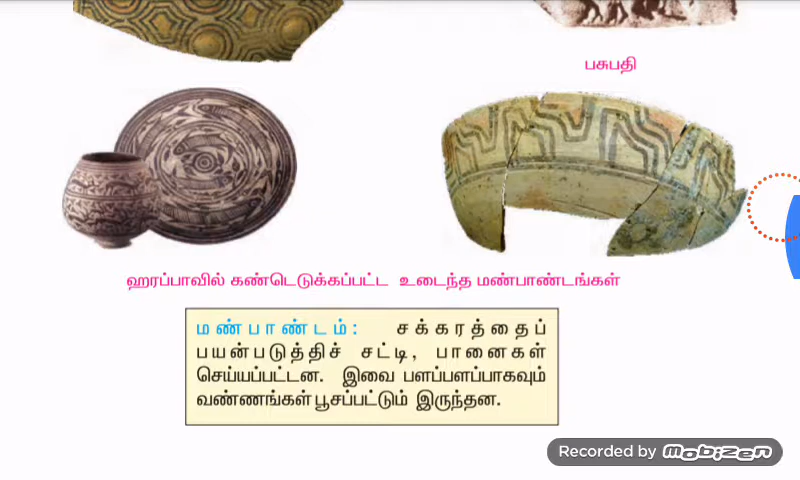 பசுபதி
ஹரப்பாவில் கண்டெடுக்கப்பட்ட உடைந்த மண்பாண்டங்கள்
மண்பாண்டம்: சக்கரத்தைப்
பயன்படுத்திச் சட்டி, பானைகள்
செய்யப்பட்டன. இவை பளப்பளப்பாகவும்
வண்ணங்கள் பூசப்பட்டும் இருந்தன.
Recorded by mobizen